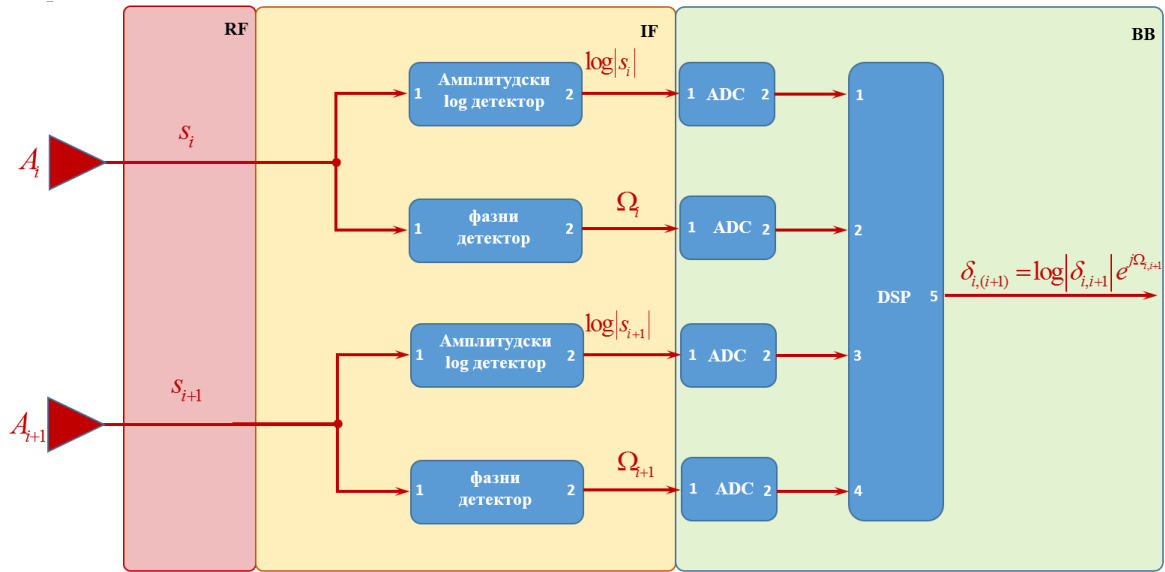 RF
IF
BB
log|s_i|
Амплитудски
log детектор
1
2
1
ADC
2
1
s_i
A_i
Ω_i
фазни
детектор
1
2
1
ADC
2
2
δ_{i,(i+1)} = log|δ_{i,i+1}| e^{jΩ_{i,i+1}}
DSP
5
log|s_{i+1}|
Амплитудски
log детектор
1
2
1
ADC
2
3
s_{i+1}
A_{i+1}
Ω_{i+1}
фазни
детектор
1
2
1
ADC
2
4